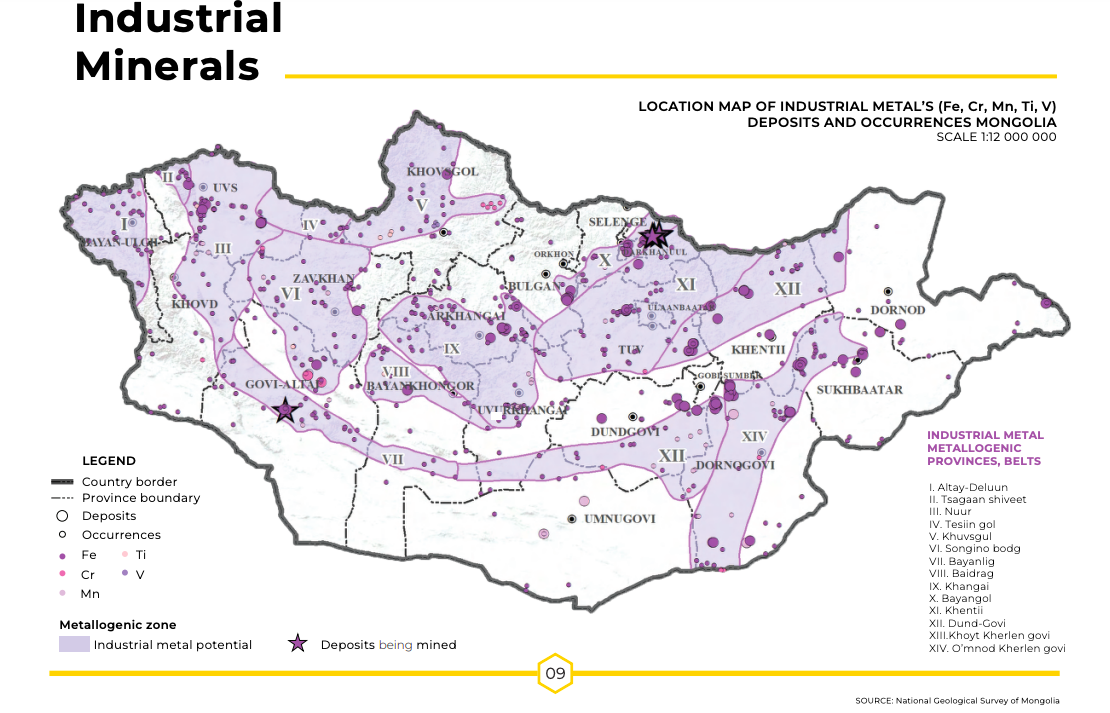 Industrial
Minerals
LOCATION MAP OF INDUSTRIAL METAL'S (Fe, Cr, Mn, Ti, V)
DEPOSITS AND OCCURRENCES MONGOLIA
SCALE 1:12 000 000
KHOVSGOL
II
UVS
V
I
IV
SELENGE
BAYAN-ULGII
III
ORKHON
X
DARKHANUUL
ZAVKHAN
VI
BULGAN
XI
XII
KHOVD
ARKHANGAI
ULAANBAATAR
DORNOD
IX
TUV
KHENTII
VIII
GOVI-ALTAI
BAYANKHONGOR
GOBI-SUMBER
SUKHBAATAR
UVURKHANGAI
DUNDGOVI
XIV
VII
XII
DORNOGOVI
UMNUGOVI
LEGEND
Country border
Province boundary
Deposits
Occurrences
Fe
Ti
Cr
V
Mn
Metallogenic zone
Industrial metal potential
Deposits being mined
INDUSTRIAL METAL
METALLOGENIC
PROVINCES, BELTS
I. Altay-Deluun
II. Tsagaan shiveet
III. Nuur
IV. Tesiin gol
V. Khuvsgul
VI. Songino bodg
VII. Bayanlig
VIII. Baidrag
IX. Khangai
X. Bayangol
XI. Khentii
XII. Dund-Govi
XIII.Khoyt Kherlen govi
XIV. O'mnod Kherlen govi
09
SOURCE: National Geological Survey of Mongolia